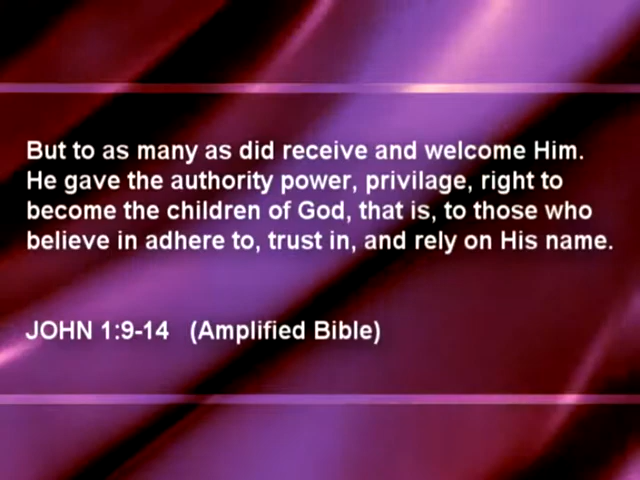 But to as many as did receive and welcome Him.
He gave the authority power, privilage, right to
become the children of God, that is, to those who
believe in adhere to, trust in, and rely on His name.
JOHN 1:9-14 (Amplified Bible)